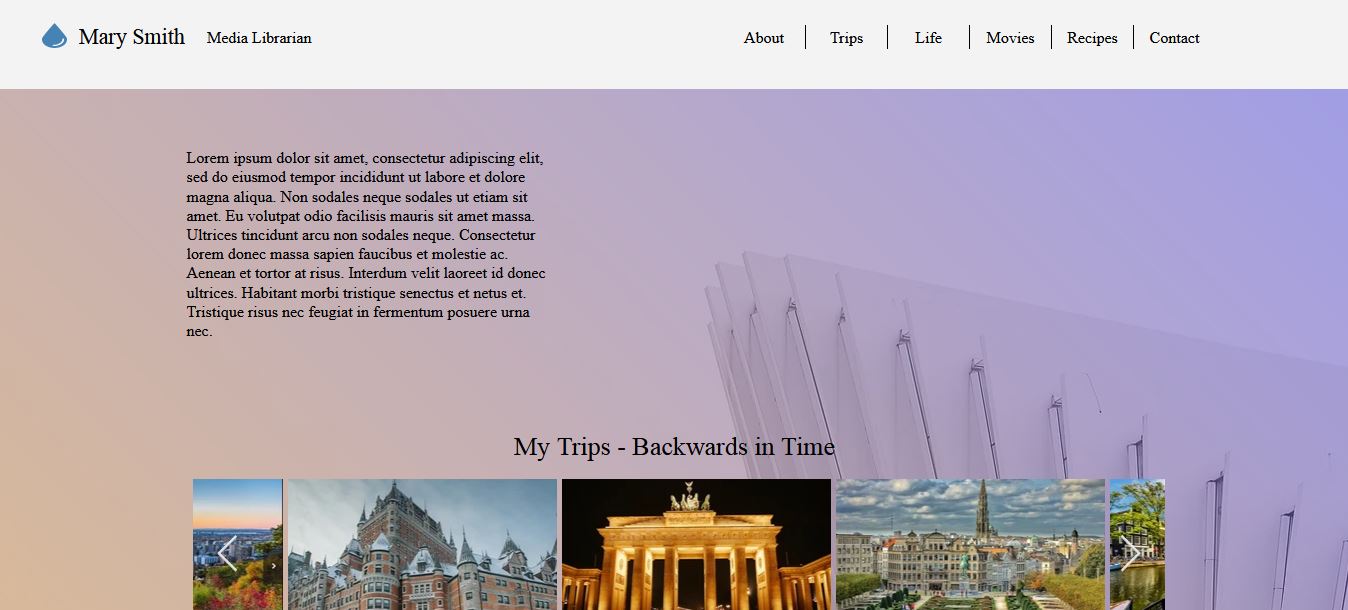 Mary Smith Media Librarian About Trips Life Movies Recipes Contact
Lorem ipsum dolor sit amet, consectetur adipiscing elit,
sed do eiusmod tempor incididunt ut labore et dolore
magna aliqua. Non sodales neque sodales ut etiam sit
amet. Eu volutpat odio facilisis mauris sit amet massa.
Ultrices tincidunt arcu non sodales neque. Consectetur
lorem donec massa sapien faucibus et molestie ac.
Aenean et tortor at risus. Interdum velit laoreet id donec
ultrices. Habitant morbi tristique senectus et netus et.
Tristique risus nec feugiat in fermentum posuere urna
nec.
My Trips - Backwards in Time